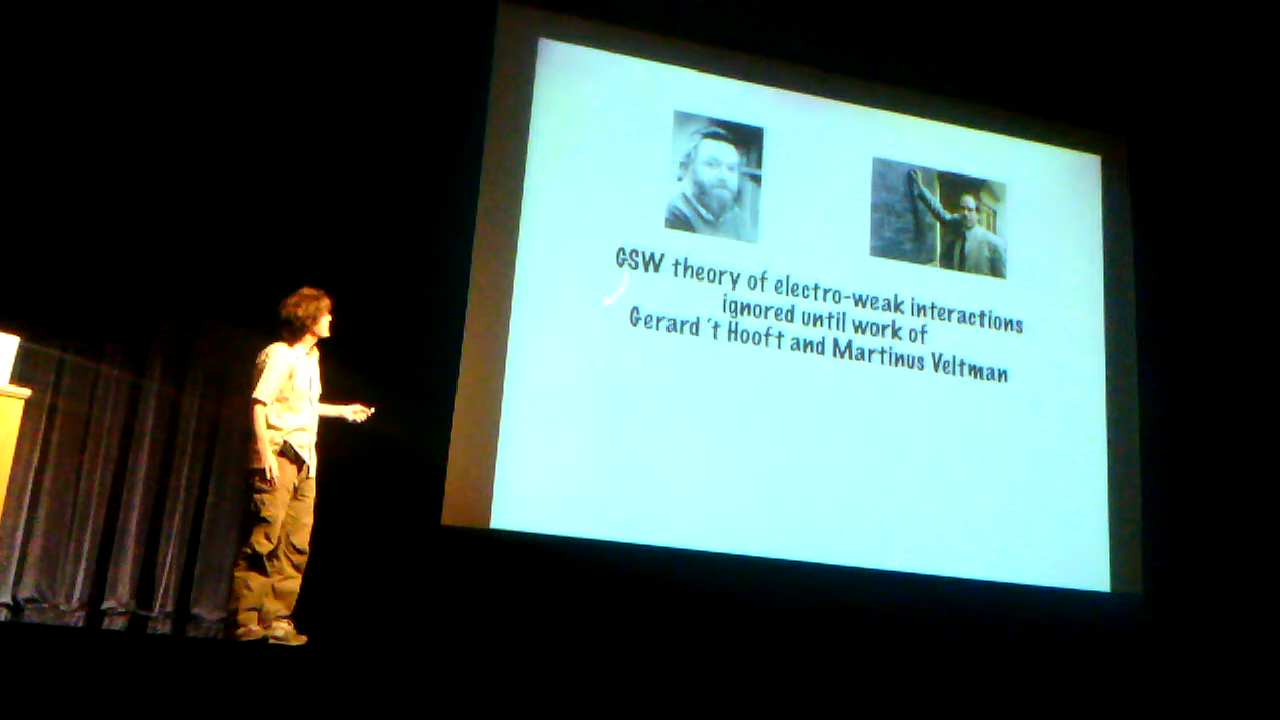 GSW theory of electro-weak interactions
ignored until work of
Gerard 't Hooft and Martinus Veltman